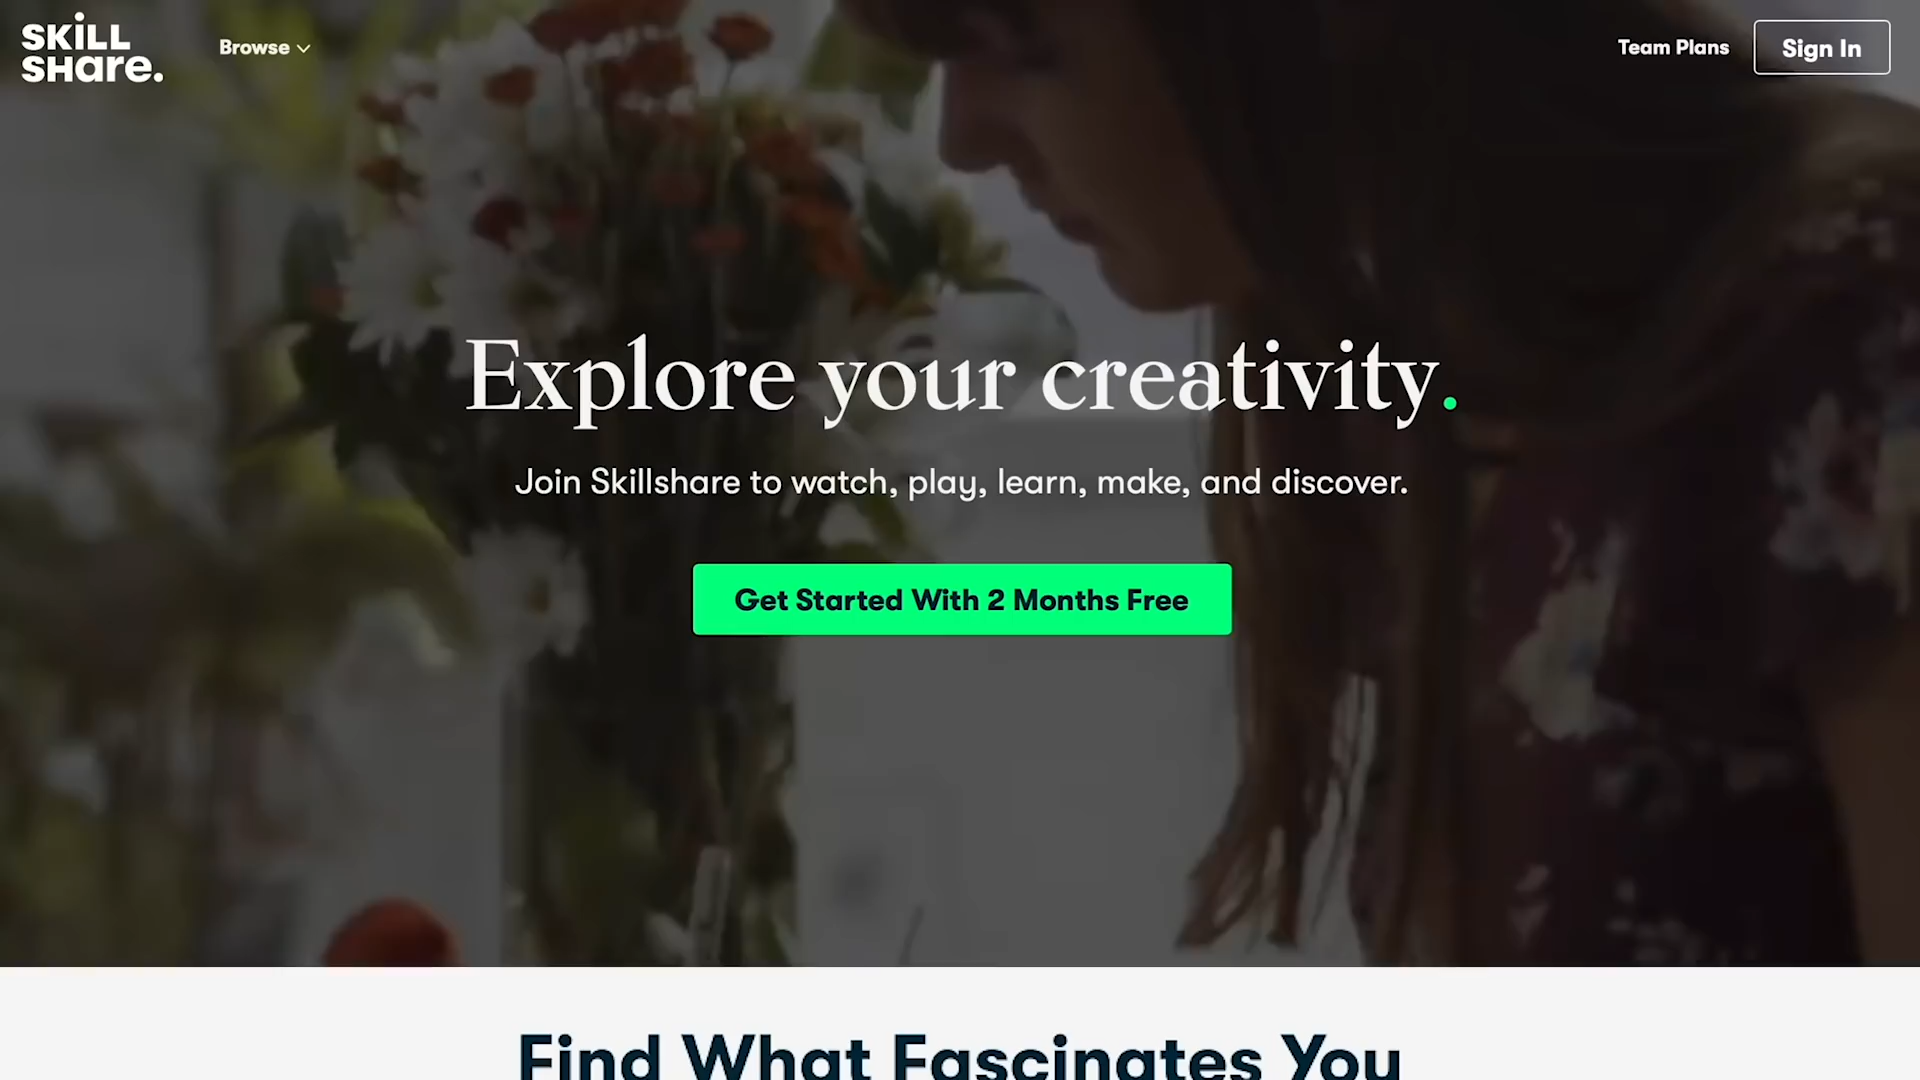 SKILL
SHare.
Browse
Team Plans
Sign In
Explore your creativity.
Join Skillshare to watch, play, learn, make, and discover.
Get Started With 2 Months Free
Find What Fascinates You